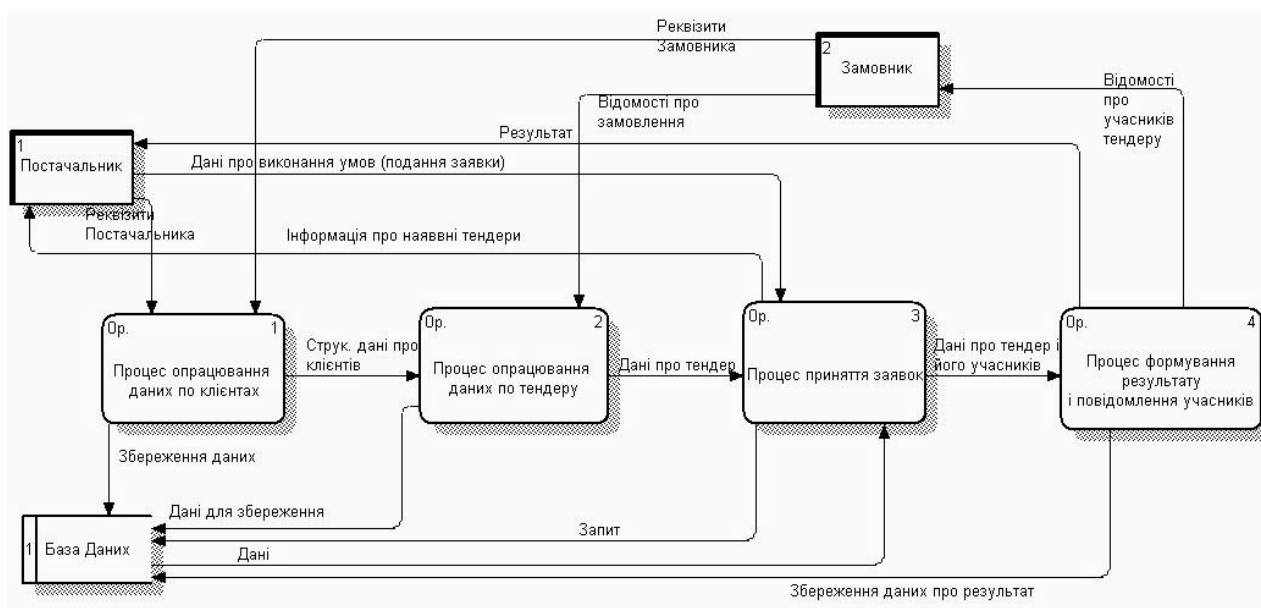 Реквізити
Замовника
2
Замовник
Відомості
про
учасників
тендеру
Відомості про
замовлення
1
Постачальник
Результат
Дані про виконання умов (подання заявки)
Реквізити
Постачальника
Інформація про наяввні тендери
0р.
1
Процес опрацювання
даних по клієнтах
Струк. дані про
клієнтів
0р.
2
Процес опрацювання
даних по тендеру
Дані про тендер
0р.
3
Процес приняття заявок
Дані про тендер і
його учасників
0р.
4
Процес формування
результату
і повідомлення учасників
Збереження даних
Дані для збереження
Запит
1
База Даних
Дані
Збереження даних про результат